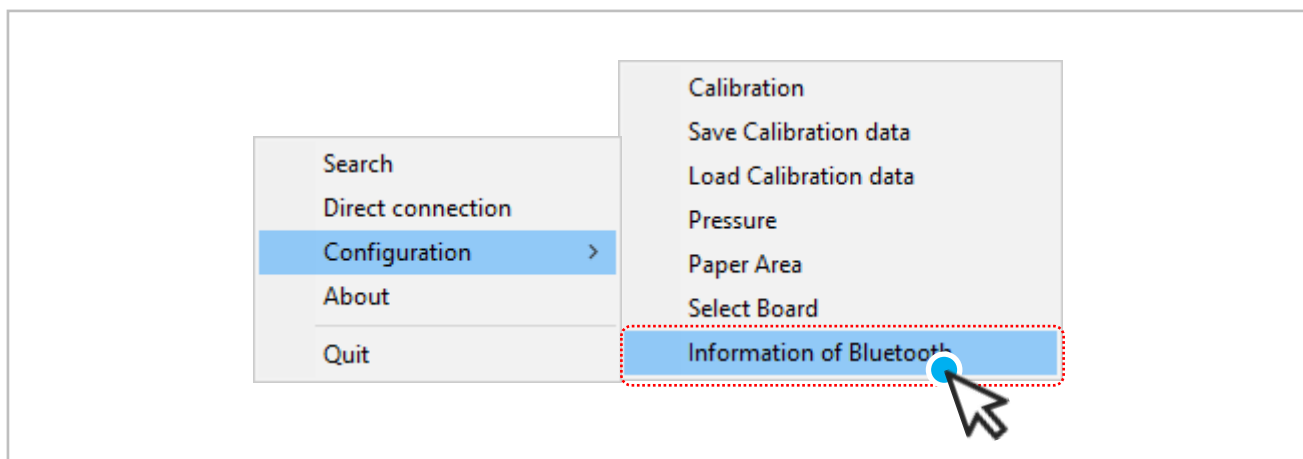 Search
Direct connection
Configuration
About
Quit
Calibration
Save Calibration data
Load Calibration data
Pressure
Paper Area
Select Board
Information of Bluetooth